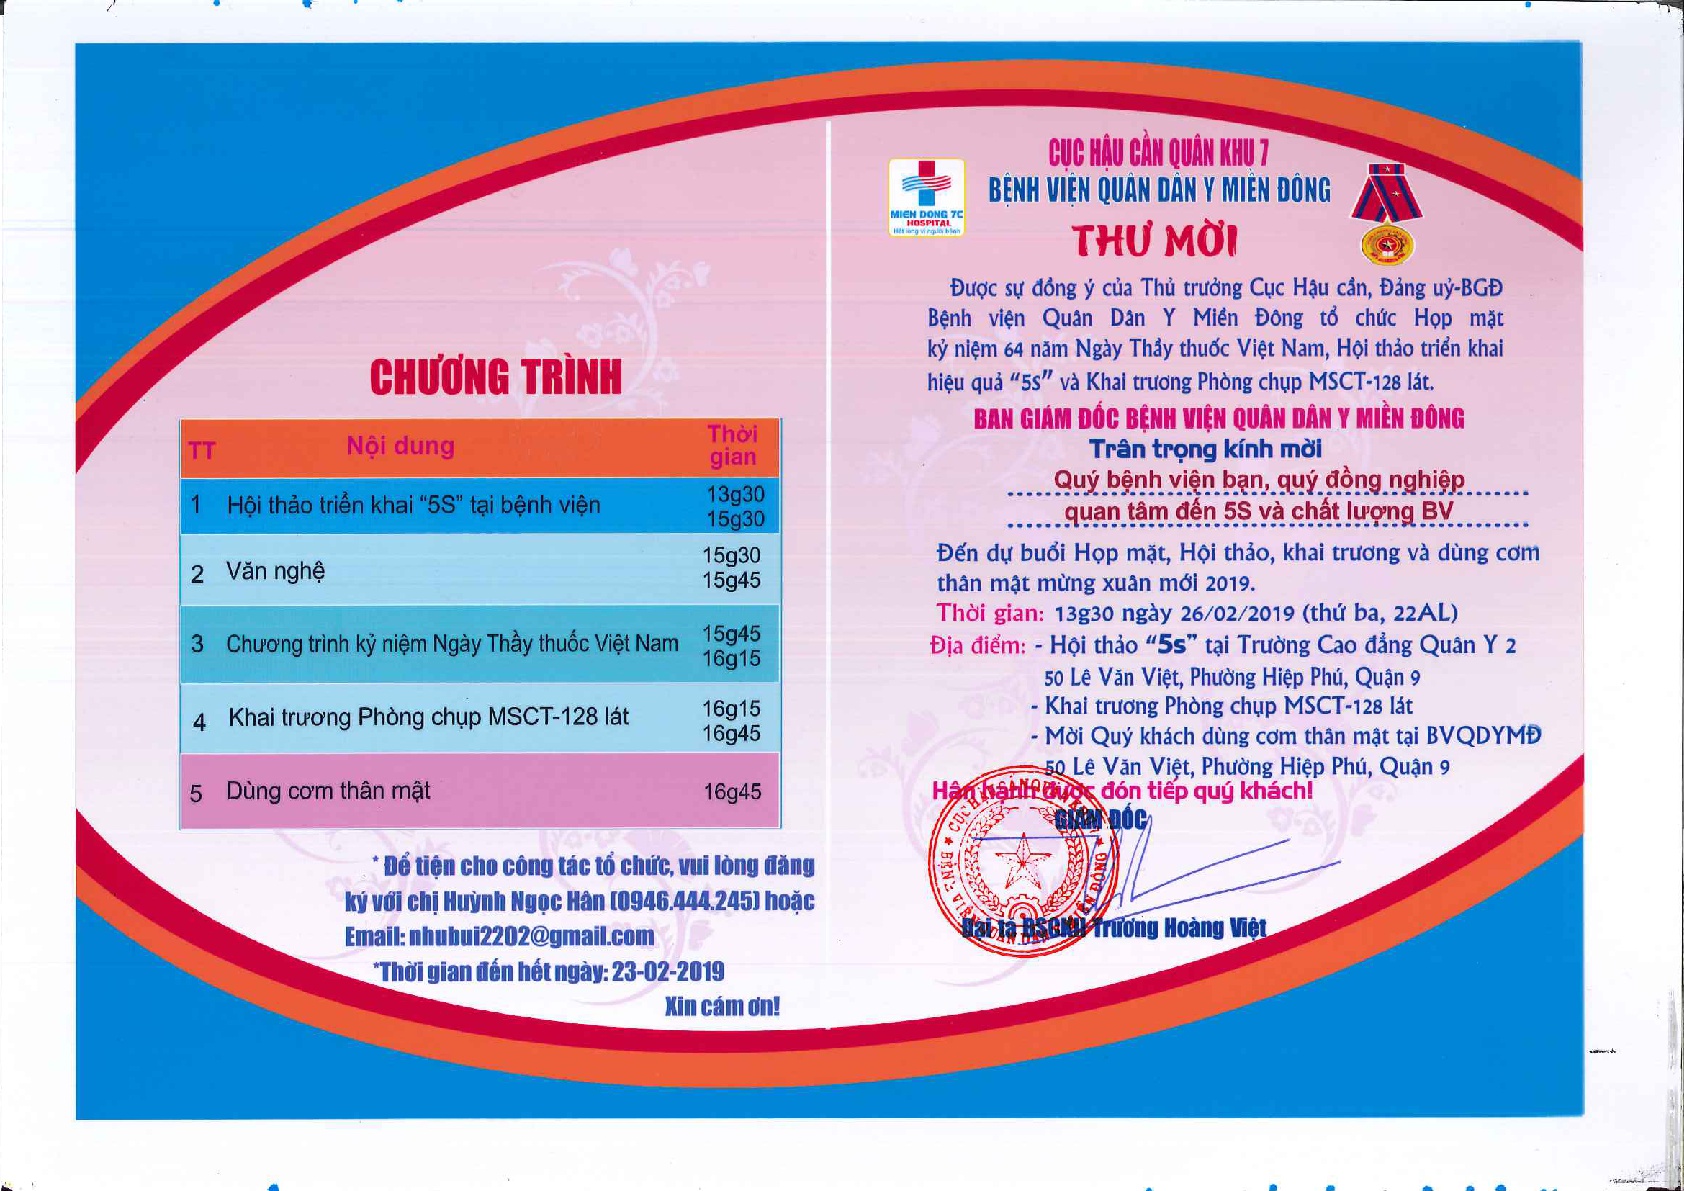 CHƯƠNG TRÌNH
TT Nội dung Thời gian
1 Hội thảo triển khai “5S” tại bệnh viện 13g30 15g30
2 Văn nghệ 15g30 15g45
3 Chương trình kỷ niệm Ngày Thầy thuốc Việt Nam 15g45 16g15
4 Khai trương Phòng chụp MSCT-128 lát 16g15 16g45
5 Dùng cơm thân mật 16g45
* Để tiện cho công tác tổ chức, vui lòng đăng
ký với chị Huỳnh Ngọc Hân (0946.444.245) hoặc
Email: nhubui2202@gmail.com
*Thời gian đến hết ngày: 23-02-2019
Xin cám ơn!
CỤC HẬU CẦN QUÂN KHU 7
BỆNH VIỆN QUÂN DÂN Y MIỀN ĐÔNG
MIEN DONG 7C
HOSPITAL
THƯ MỜI
Được sự đồng ý của Thủ trưởng Cục Hậu cần, Đảng uỷ-BGĐ
Bệnh viện Quân Dân Y Miền Đông tổ chức Họp mặt
kỷ niệm 64 năm Ngày Thầy thuốc Việt Nam, Hội thảo triển khai
hiệu quả “5S” và Khai trương Phòng chụp MSCT-128 lát.
BAN GIÁM ĐỐC BỆNH VIỆN QUÂN DÂN Y MIỀN ĐÔNG
Trân trọng kính mời
Quý bệnh viện bạn, quý đồng nghiệp
quan tâm đến 5S và chất lượng BV
Đến dự buổi Họp mặt, Hội thảo, khai trương và dùng cơm
thân mật mừng xuân mới 2019.
Thời gian: 13g30 ngày 26/02/2019 (thứ ba, 22AL)
Địa điểm: - Hội thảo “5s” tại Trường Cao đẳng Quân Y 2
50 Lê Văn Việt, Phường Hiệp Phú, Quận 9
- Khai trương Phòng chụp MSCT-128 lát
- Mời Quý khách dùng cơm thân mật tại BVQDYMĐ
50 Lê Văn Việt, Phường Hiệp Phú, Quận 9
Hân hạnh được đón tiếp quý khách!
GIÁM ĐỐC
Đại tá BSCKII Trương Hoàng Việt